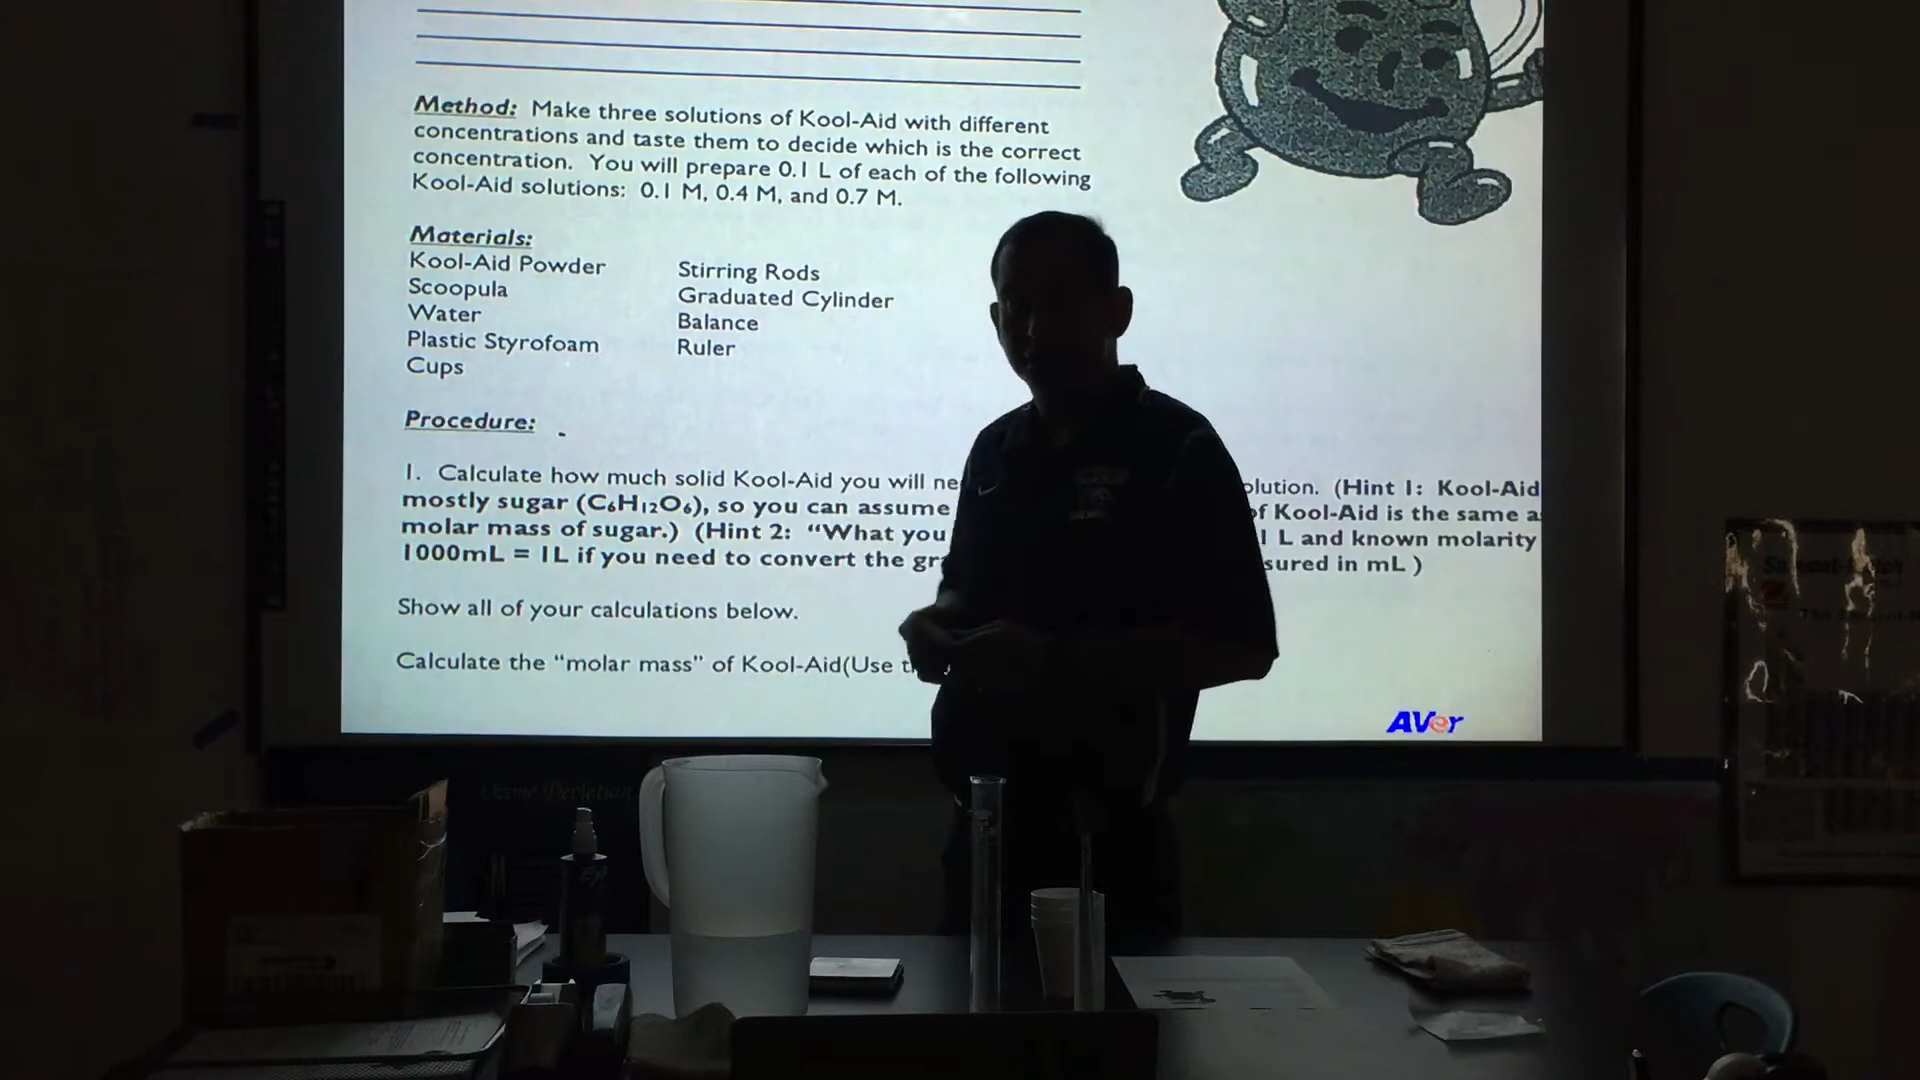 Method: Make three solutions of Kool-Aid with different
concentrations and taste them to decide which is the correct
concentration. You will prepare 0.1 L of each of the following
Kool-Aid solutions: 0.1 M, 0.4 M, and 0.7 M.
Materials:
Kool-Aid Powder
Scoopula
Water
Plastic Styrofoam
Cups
Stirring Rods
Graduated Cylinder
Balance
Ruler
Procedure:
1. Calculate how much solid Kool-Aid you will ne olution. (Hint 1: Kool-Aid
mostly sugar (C6H12O6), so you can assume of Kool-Aid is the same a
molar mass of sugar.) (Hint 2: "What you 1 L and known molarity
1000mL = 1L if you need to convert the gr sured in mL )
Show all of your calculations below.
Calculate the "molar mass" of Kool-Aid(Use t
AVer